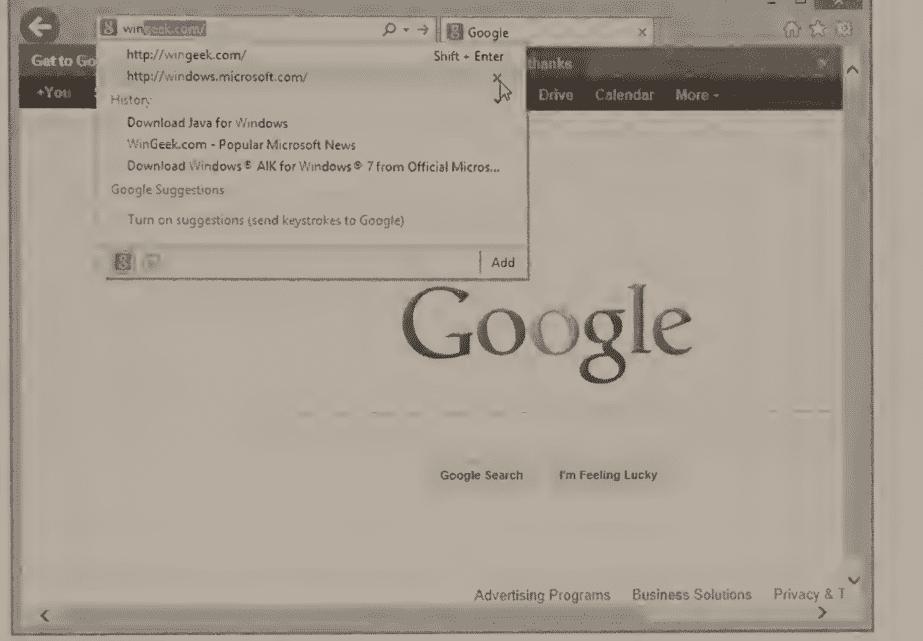 wingeek.com/
Google
http://wingeek.com/ Shift + Enter
http://windows.microsoft.com/
History
Download Java for Windows
WinGeek.com - Popular Microsoft News
Download Windows® AIK for Windows® 7 from Official Micros...
Google Suggestions
Turn on suggestions (send keystrokes to Google)
Add
Get to Go
thanks
+You
Drive Calendar More
Google
Google Search I'm Feeling Lucky
Advertising Programs Business Solutions Privacy & T